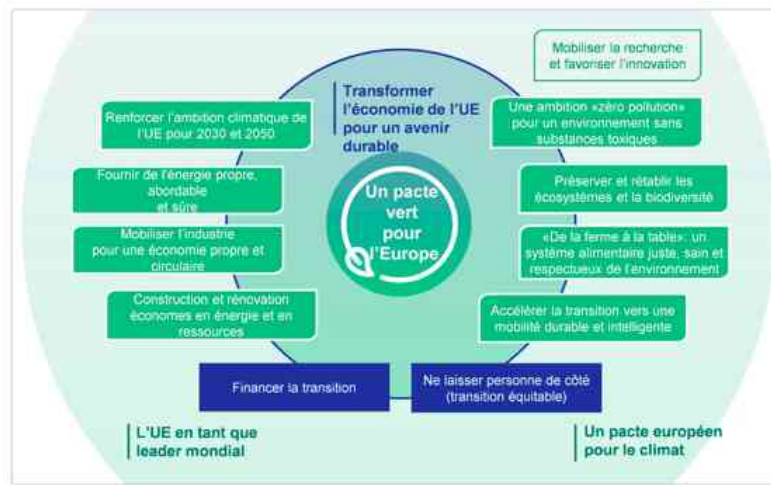 Mobiliser la recherche
et favoriser l'innovation
Transformer
l'économie de l'UE
pour un avenir
durable
Renforcer l'ambition climatique de
l'UE pour 2030 et 2050
Une ambition «zéro pollution»
pour un environnement sans
substances toxiques
Fournir de l'énergie propre,
abordable
et sûre
Préserver et rétablir les
écosystèmes et la biodiversité
Un pacte
vert
pour
l'Europe
Mobiliser l'industrie
pour une économie propre et
circulaire
«De la ferme à la table»: un
système alimentaire juste, sain et
respectueux de l'environnement
Construction et rénovation
économes en énergie et en
ressources
Accélérer la transition vers une
mobilité durable et intelligente
Financer la transition
Ne laisser personne de côté
(transition équitable)
L'UE en tant que
leader mondial
Un pacte européen
pour le climat